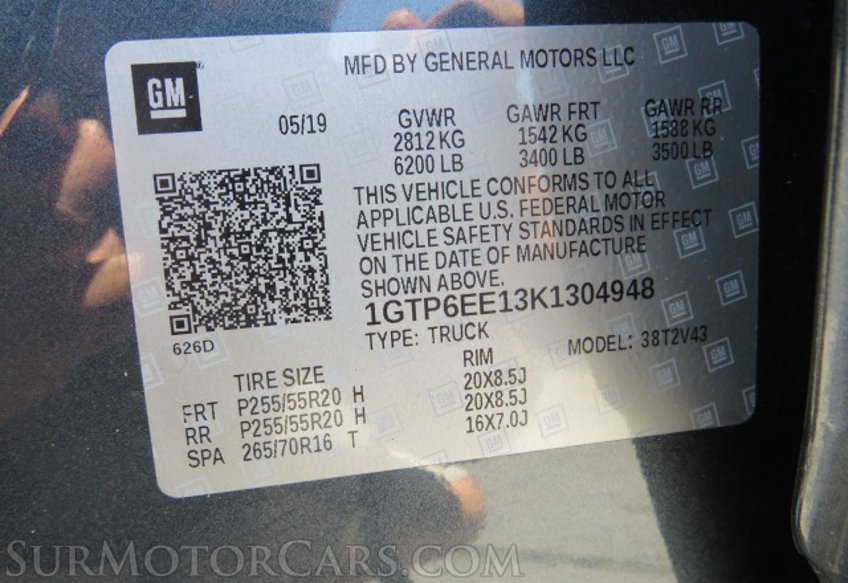 GM
MFD BY GENERAL MOTORS LLC
05/19
GVWR GAWR FRT GAWR RR
2812 KG 1542 KG 1588 KG
6200 LB 3400 LB 3500 LB
THIS VEHICLE CONFORMS TO ALL
APPLICABLE U.S. FEDERAL MOTOR
VEHICLE SAFETY STANDARDS IN EFFECT
ON THE DATE OF MANUFACTURE
SHOWN ABOVE.
1GTP6EE13K1304948
626D
TYPE: TRUCK MODEL: 38T2V43
TIRE SIZE RIM
FRT P255/55R20 H 20X8.5J
RR P255/55R20 H 20X8.5J
SPA 265/70R16 T 16X7.0J
SurMotorCars.com